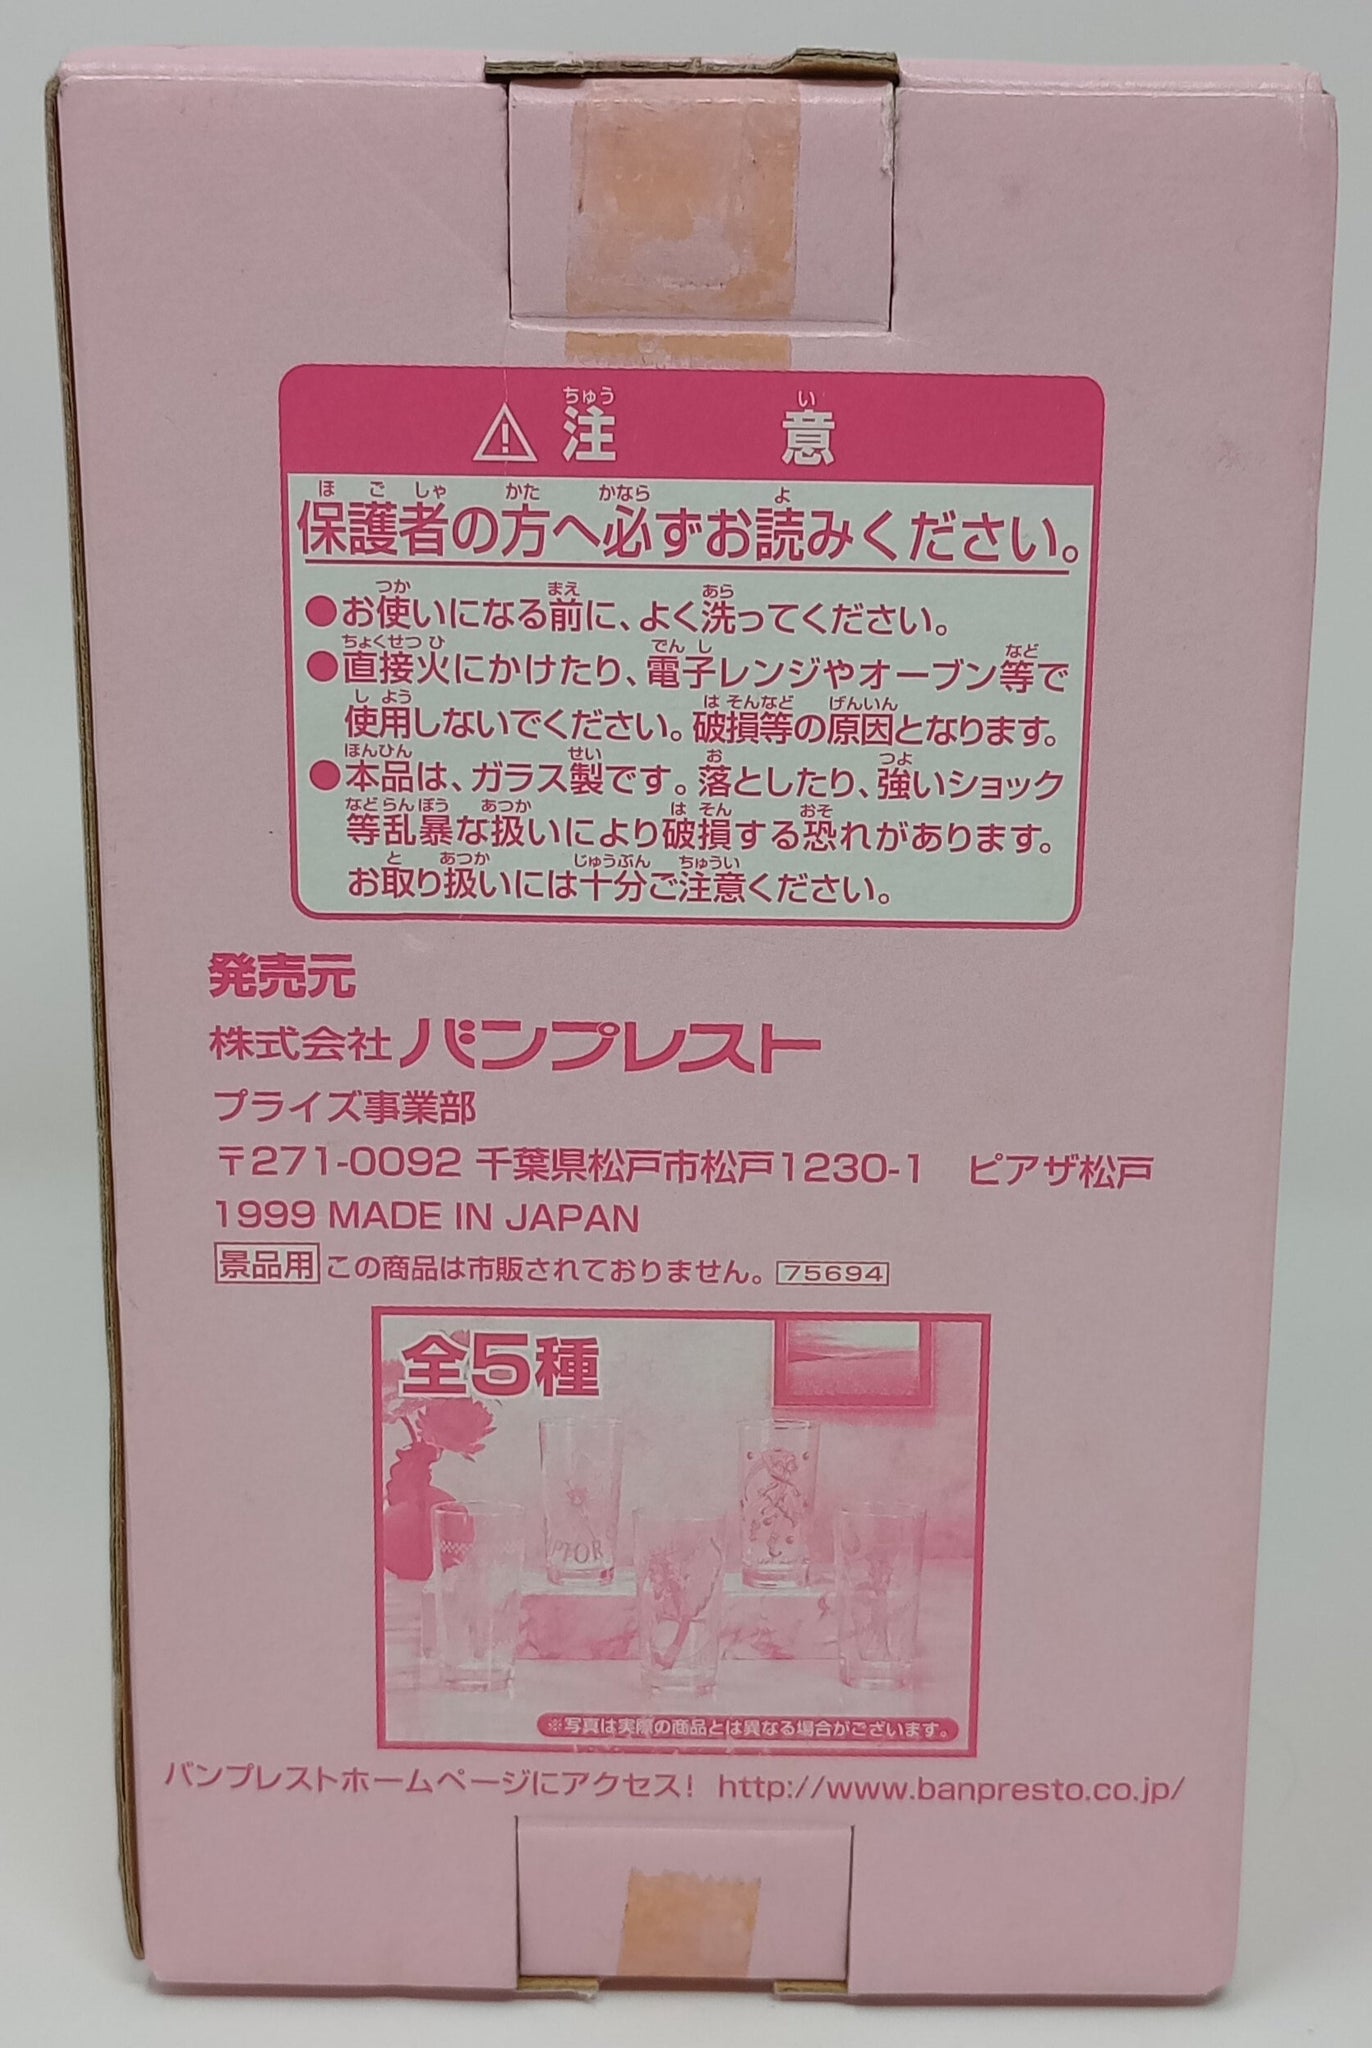 注意
保護者の方へ必ずお読みください。
●お使いになる前に、よく洗ってください。
●直接火にかけたり、電子レンジやオーブン等で
使用しないでください。破損等の原因となります。
●本品は、ガラス製です。落としたり、強いショック
等乱暴な扱いにより破損する恐れがあります。
お取り扱いには十分ご注意ください。
発売元
株式会社バンプレスト
プライズ事業部
〒271-0092 千葉県松戸市松戸1230-1 ピアザ松戸
1999 MADE IN JAPAN
景品用 この商品は市販されておりません。 75694
全5種
PTOR
※写真は実際の商品とは異なる場合がございます。
バンプレストホームページにアクセス! http://www.banpresto.co.jp/